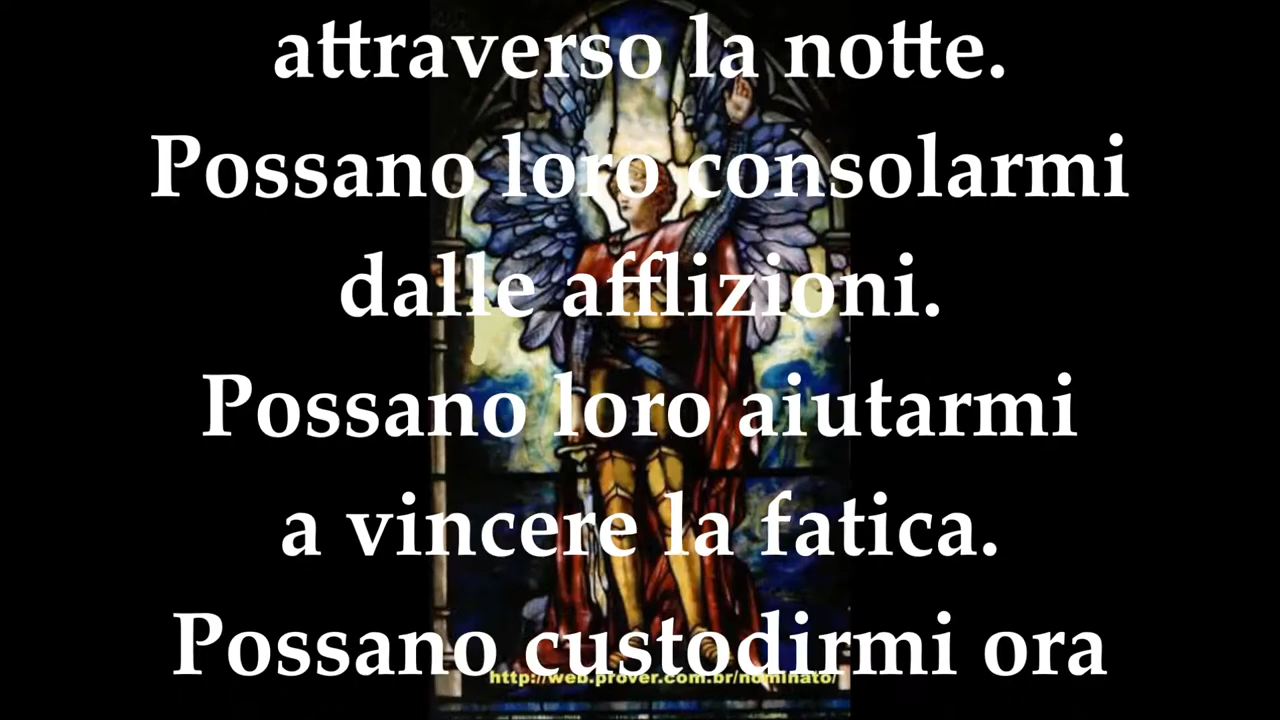 attraverso la notte.
Possano loro consolarmi
dalle afflizioni.
Possano loro aiutarmi
a vincere la fatica.
Possano custodirmi ora
http://web.prover.com.br/nominato/